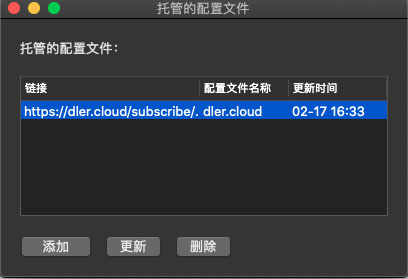 托管的配置文件
托管的配置文件：
链接 配置文件名称 更新时间
https://dler.cloud/subscribe/. dler.cloud 02-17 16:33
添加 更新 删除